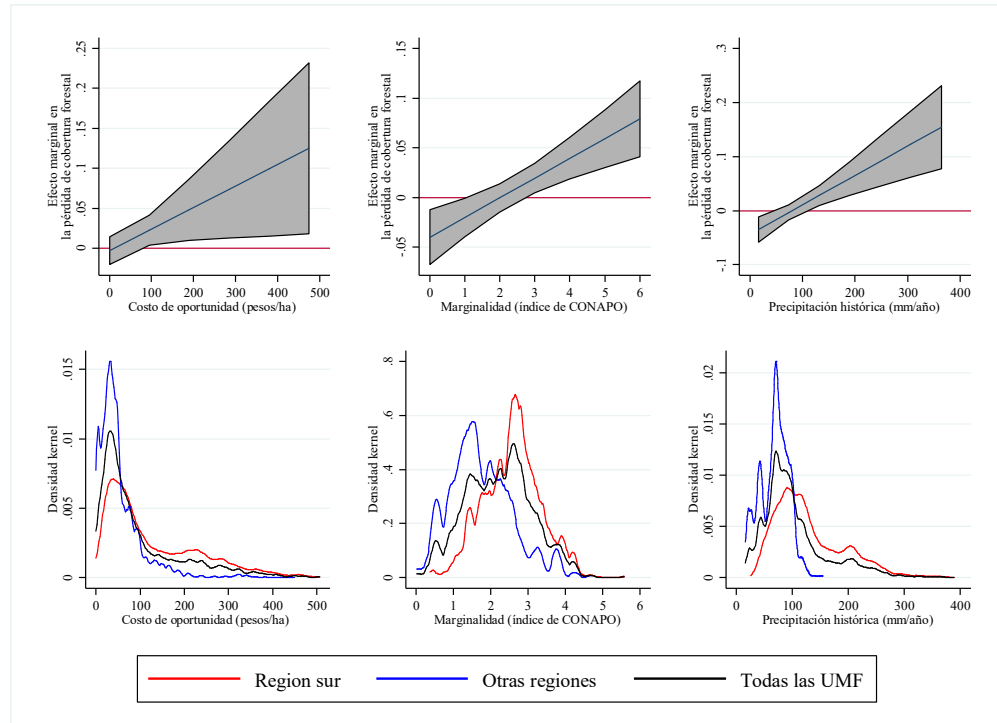 Efecto marginal en
la pérdida de cobertura forestal
.25
.2
.15
.1
.05
0
0 100 200 300 400 500
Costo de oportunidad (pesos/ha)
Efecto marginal en
la pérdida de cobertura forestal
.15
.1
.05
0
-.05
0 1 2 3 4 5 6
Marginalidad (índice de CONAPO)
Efecto marginal en
la pérdida de cobertura forestal
.3
.2
.1
0
-.1
0 100 200 300 400
Precipitación histórica (mm/año)
Densidad kernel
.015
.01
.005
0
0 100 200 300 400 500
Costo de oportunidad (pesos/ha)
Densidad kernel
.8
.6
.4
.2
0
0 1 2 3 4 5 6
Marginalidad (índice de CONAPO)
Densidad kernel
.02
.015
.01
.005
0
0 100 200 300 400
Precipitación histórica (mm/año)
Region sur Otras regiones Todas las UMF